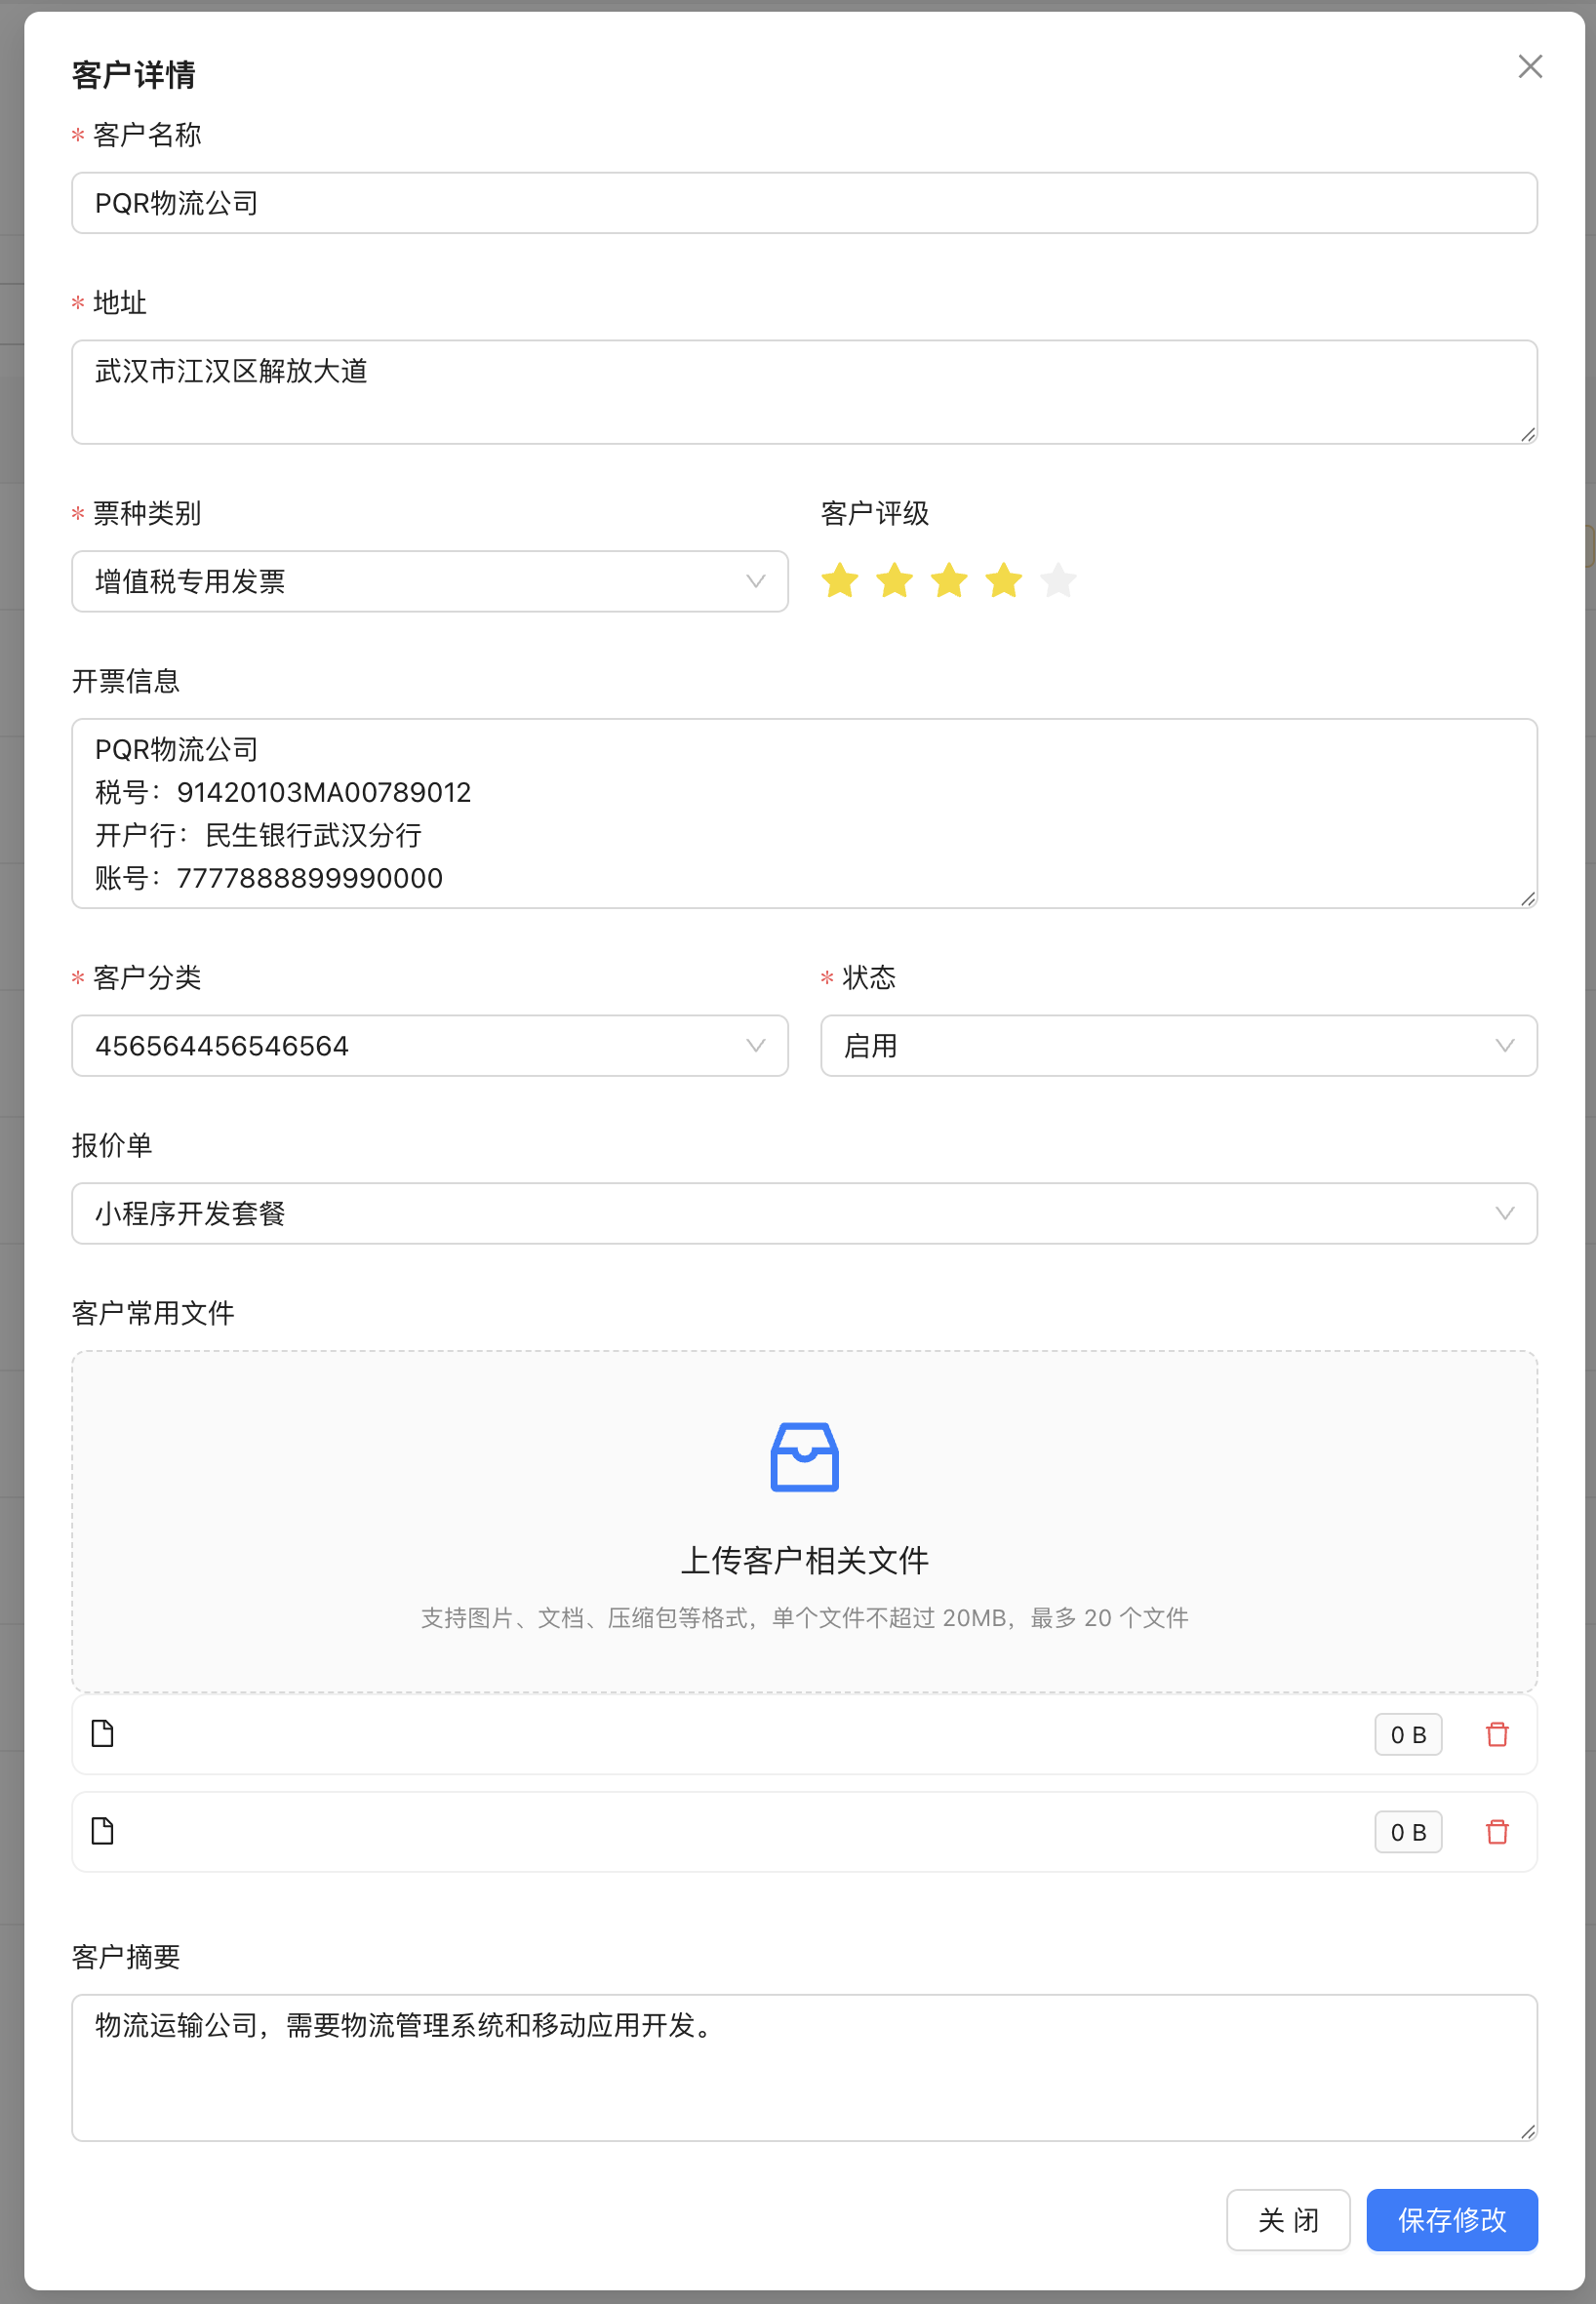 客户详情
* 客户名称
PQR物流公司
* 地址
武汉市江汉区解放大道
* 票种类别
客户评级
增值税专用发票
开票信息
PQR物流公司
税号：91420103MA00789012
开户行：民生银行武汉分行
账号：7777888899990000
* 客户分类
* 状态
456564456546564
启用
报价单
小程序开发套餐
客户常用文件
上传客户相关文件
支持图片、文档、压缩包等格式，单个文件不超过 20MB，最多 20 个文件
0 B
0 B
客户摘要
物流运输公司，需要物流管理系统和移动应用开发。
关 闭
保存修改